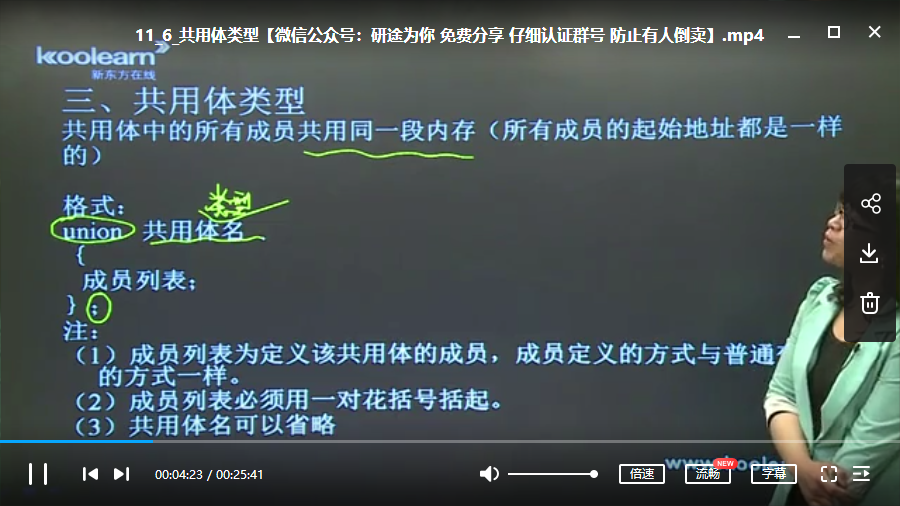 11_6_共用体类型【微信公众号：研途为你 免费分享 仔细认证群号 防止有人倒卖】.mp4
koolearn
新东方在线
三、共用体类型
共用体中的所有成员共用同一段内存（所有成员的起始地址都是一样
的）
类型
格式：
union 共用体名
{
成员列表；
}；
注：
（1）成员列表为定义该共用体的成员，成员定义的方式与普通
的方式一样。
（2）成员列表必须用一对花括号括起。
（3）共用体名可以省略
00:04:23 / 00:25:41
倍速
流畅
NEW
字幕